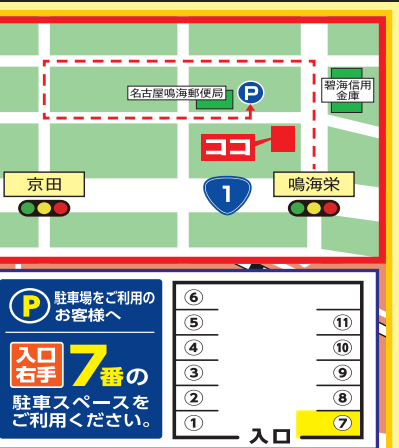 名古屋鳴海郵便局
P
碧海信用
金庫
ココ
京田
1
鳴海栄
P
駐車場をご利用の
お客様へ
入口
右手
7番の
駐車スペースを
ご利用ください。
⑥
⑤
⑪
④
⑩
③
⑨
②
⑧
①
⑦
入口